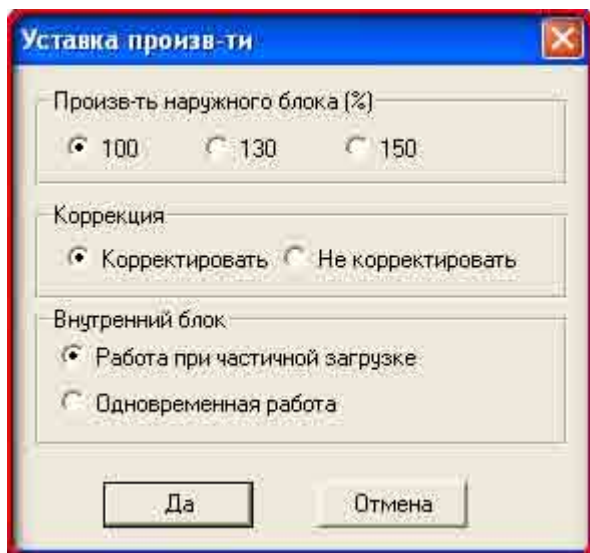 Уставка произв-ти
Произв-ть наружного блока (%)
100 130 150
Коррекция
Корректировать Не корректировать
Внутренний блок
Работа при частичной загрузке
Одновременная работа
Да Отмена